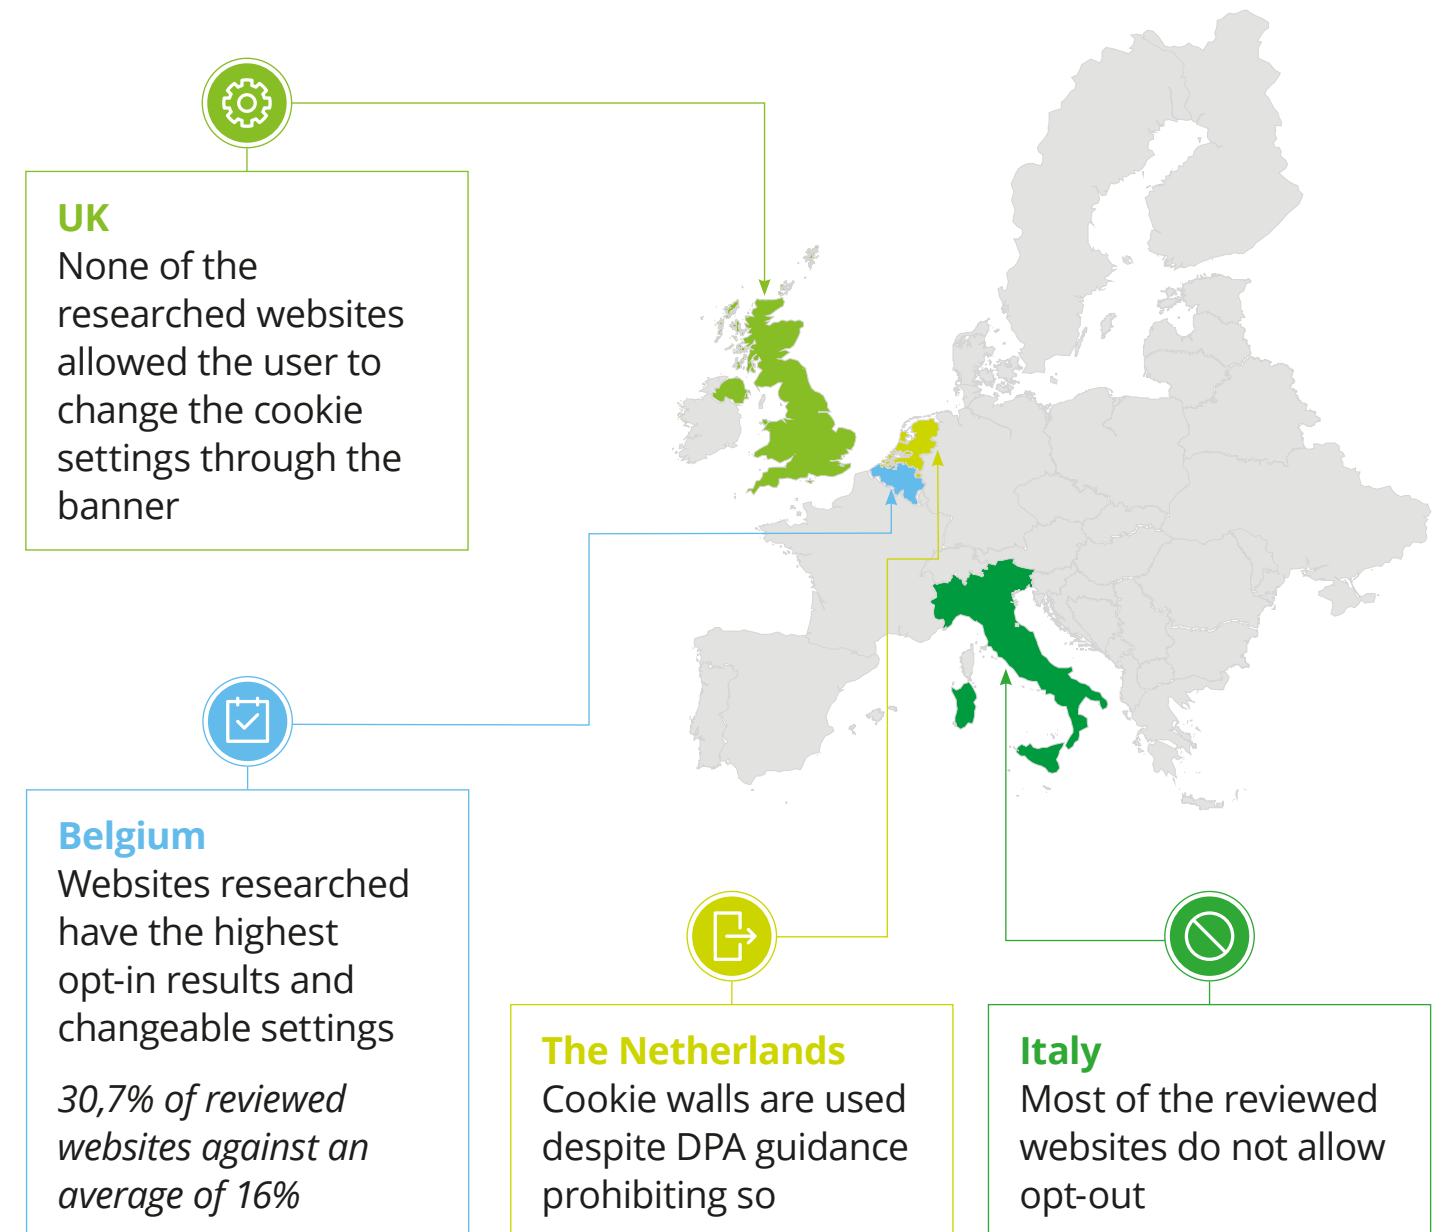 UK
None of the
researched websites
allowed the user to
change the cookie
settings through the
banner
Belgium
Websites researched
have the highest
opt-in results and
changeable settings
30,7% of reviewed
websites against an
average of 16%
The Netherlands
Cookie walls are used
despite DPA guidance
prohibiting so
Italy
Most of the reviewed
websites do not allow
opt-out